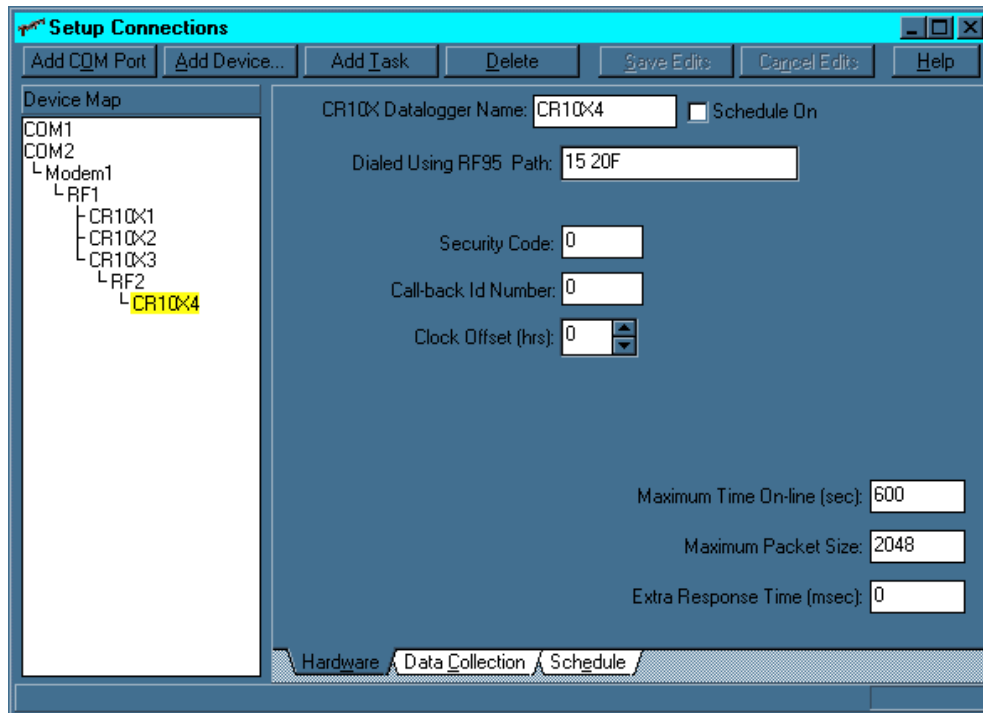 Setup Connections
Add COM Port Add Device... Add Task Delete Save Edits Cancel Edits Help
Device Map
COM1
COM2
Modem1
RF1
CR10X1
CR10X2
CR10X3
RF2
CR10X4
CR10X Datalogger Name: CR10X4 Schedule On
Dialed Using RF95 Path: 15 20F
Security Code: 0
Call-back Id Number: 0
Clock Offset (hrs): 0
Maximum Time On-line (sec): 600
Maximum Packet Size: 2048
Extra Response Time (msec): 0
Hardware Data Collection Schedule